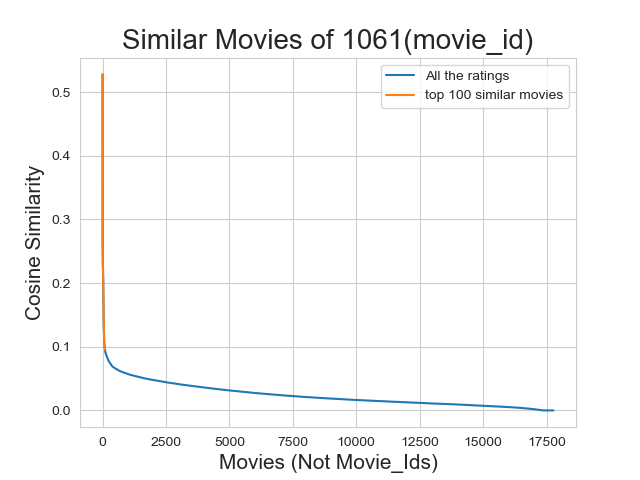 Similar Movies of 1061(movie_id)
All the ratings
top 100 similar movies
Cosine Similarity
0.5
0.4
0.3
0.2
0.1
0.0
0 2500 5000 7500 10000 12500 15000 17500
Movies (Not Movie_Ids)